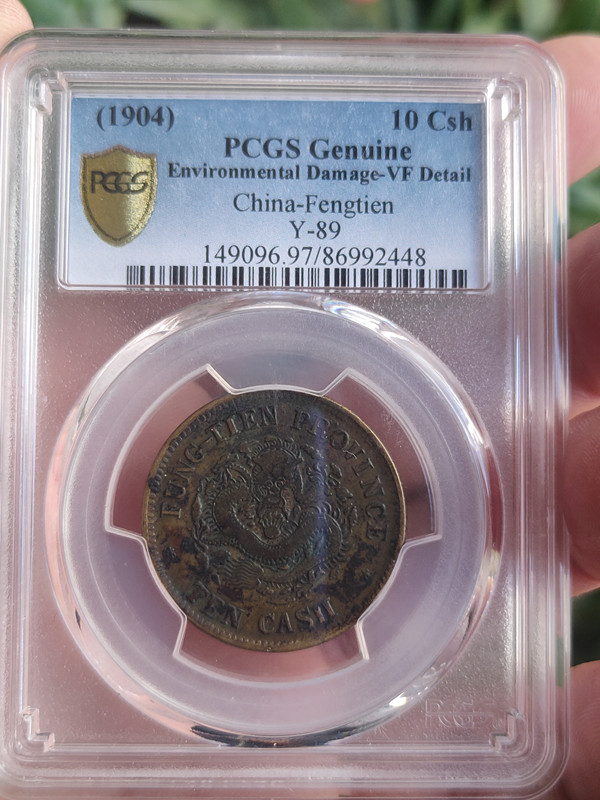 (1904) 10 Csh
PCGS Genuine
Environmental Damage-VF Detail
China-Fengtien
Y-89
149096.97/86992448
PCGS
FUNG-TIEN PROVINCE
TEN CASH
PCGS